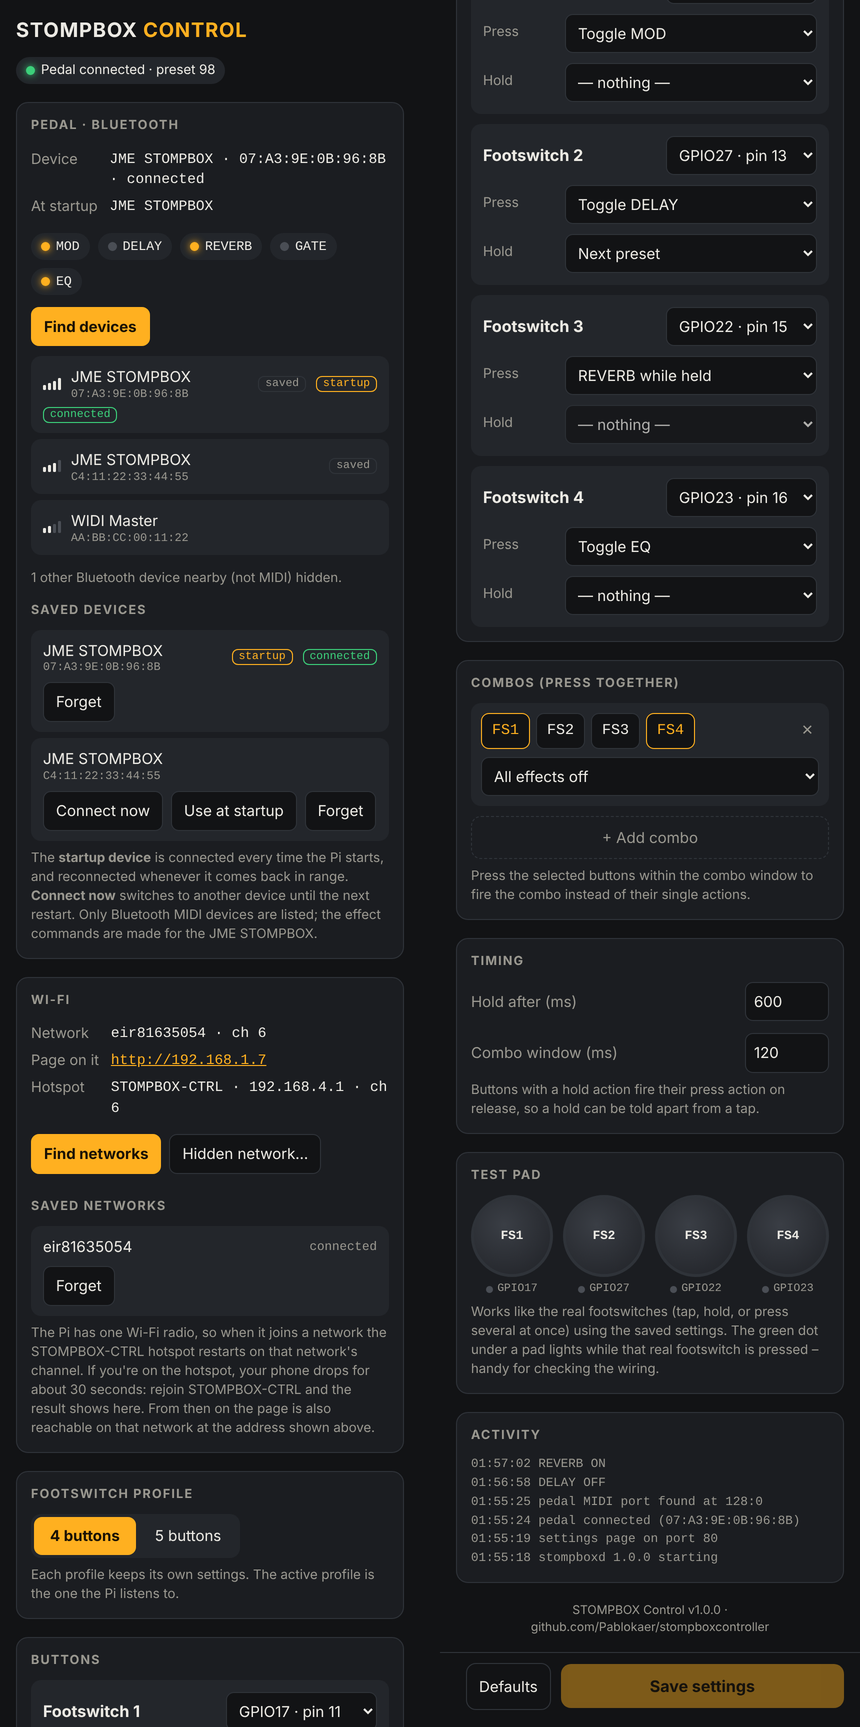 STOMPBOX CONTROL
Pedal connected · preset 98
PEDAL · BLUETOOTH
Device JME STOMPBOX · 07:A3:9E:0B:96:8B
· connected
At startup JME STOMPBOX
MOD DELAY REVERB GATE
EQ
Find devices
JME STOMPBOX saved startup
07:A3:9E:0B:96:8B
connected
JME STOMPBOX saved
C4:11:22:33:44:55
WIDI Master
AA:BB:CC:00:11:22
1 other Bluetooth device nearby (not MIDI) hidden.
SAVED DEVICES
JME STOMPBOX startup connected
07:A3:9E:0B:96:8B
Forget
JME STOMPBOX
C4:11:22:33:44:55
Connect now Use at startup Forget
The startup device is connected every time the Pi starts,
and reconnected whenever it comes back in range.
Connect now switches to another device until the next
restart. Only Bluetooth MIDI devices are listed; the effect
commands are made for the JME STOMPBOX.
WI-FI
Network eir81635054 · ch 6
Page on it http://192.168.1.7
Hotspot STOMPBOX-CTRL · 192.168.4.1 · ch
6
Find networks Hidden network...
SAVED NETWORKS
eir81635054 connected
Forget
The Pi has one Wi-Fi radio, so when it joins a network the
STOMPBOX-CTRL hotspot restarts on that network's
channel. If you're on the hotspot, your phone drops for
about 30 seconds: rejoin STOMPBOX-CTRL and the
result shows here. From then on the page is also
reachable on that network at the address shown above.
FOOTSWITCH PROFILE
4 buttons 5 buttons
Each profile keeps its own settings. The active profile is
the one the Pi listens to.
BUTTONS
Footswitch 1 GPIO17 · pin 11
Press Toggle MOD
Hold — nothing —
Footswitch 2 GPIO27 · pin 13
Press Toggle DELAY
Hold Next preset
Footswitch 3 GPIO22 · pin 15
Press REVERB while held
Hold — nothing —
Footswitch 4 GPIO23 · pin 16
Press Toggle EQ
Hold — nothing —
COMBOS (PRESS TOGETHER)
FS1 FS2 FS3 FS4 ×
All effects off
+ Add combo
Press the selected buttons within the combo window to
fire the combo instead of their single actions.
TIMING
Hold after (ms) 600
Combo window (ms) 120
Buttons with a hold action fire their press action on
release, so a hold can be told apart from a tap.
TEST PAD
FS1 FS2 FS3 FS4
GPIO17 GPIO27 GPIO22 GPIO23
Works like the real footswitches (tap, hold, or press
several at once) using the saved settings. The green dot
under a pad lights while that real footswitch is pressed –
handy for checking the wiring.
ACTIVITY
01:57:02 REVERB ON
01:56:58 DELAY OFF
01:55:25 pedal MIDI port found at 128:0
01:55:24 pedal connected (07:A3:9E:0B:96:8B)
01:55:19 settings page on port 80
01:55:18 stompboxd 1.0.0 starting
STOMPBOX Control v1.0.0 ·
github.com/Pablokaer/stompboxcontroller
Defaults Save settings